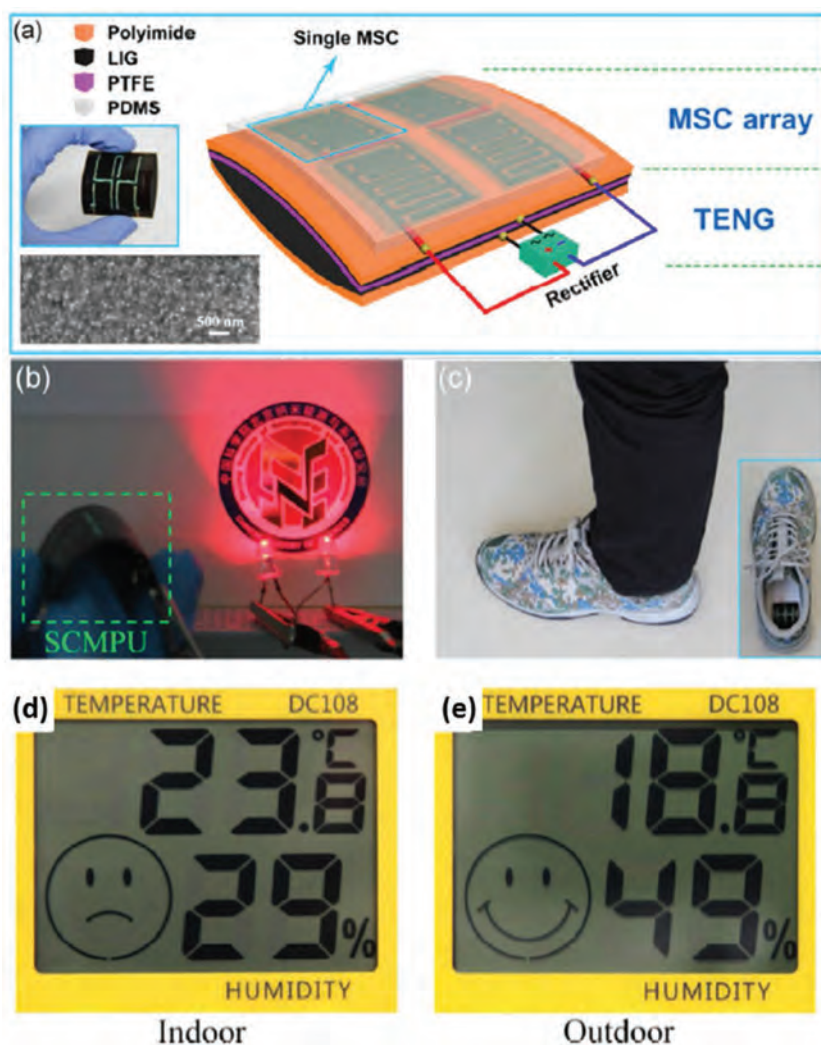 (a)
Polyimide
LIG
PTFE
PDMS
Single MSC
MSC array
TENG
Rectifier
500 nm
(b)
SCMPU
(c)
(d)
TEMPERATURE DC108
23.8 °C
29%
HUMIDITY
Indoor
(e)
TEMPERATURE DC108
18.8 °C
49%
HUMIDITY
Outdoor